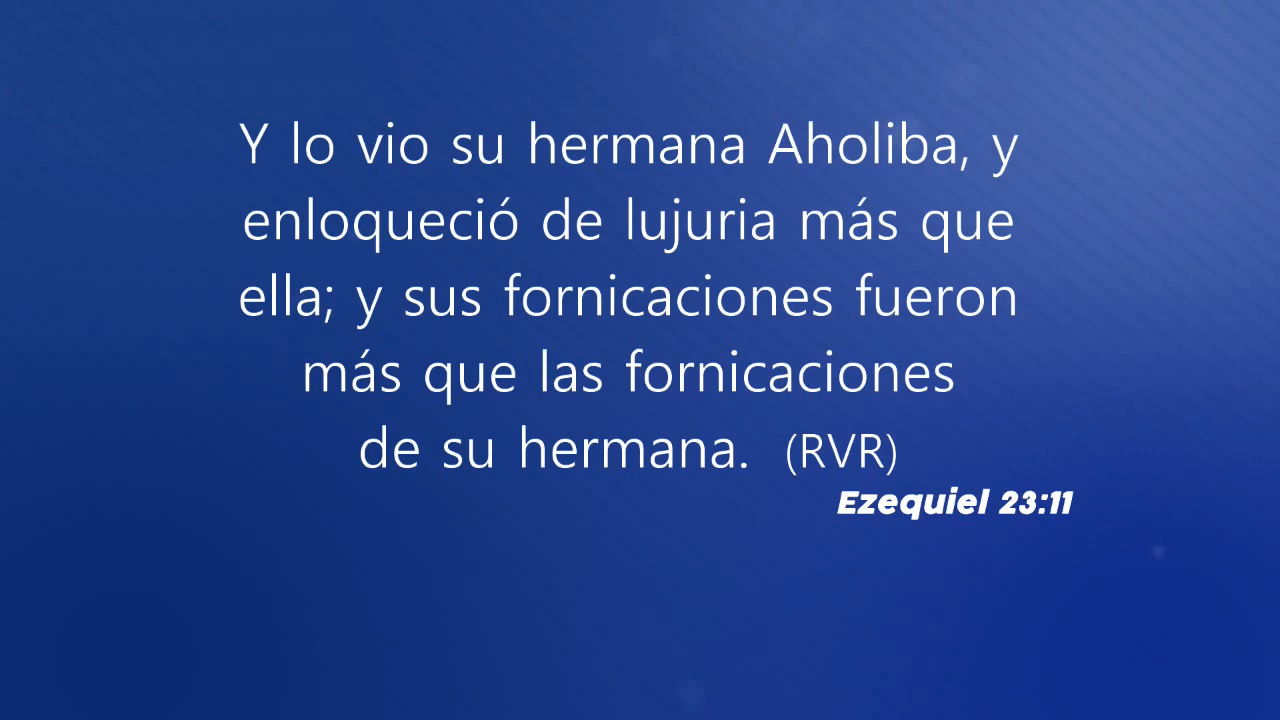 Y lo vio su hermana Aholiba, y
enloqueció de lujuria más que
ella; y sus fornicaciones fueron
más que las fornicaciones
de su hermana. (RVR)
Ezequiel 23:11